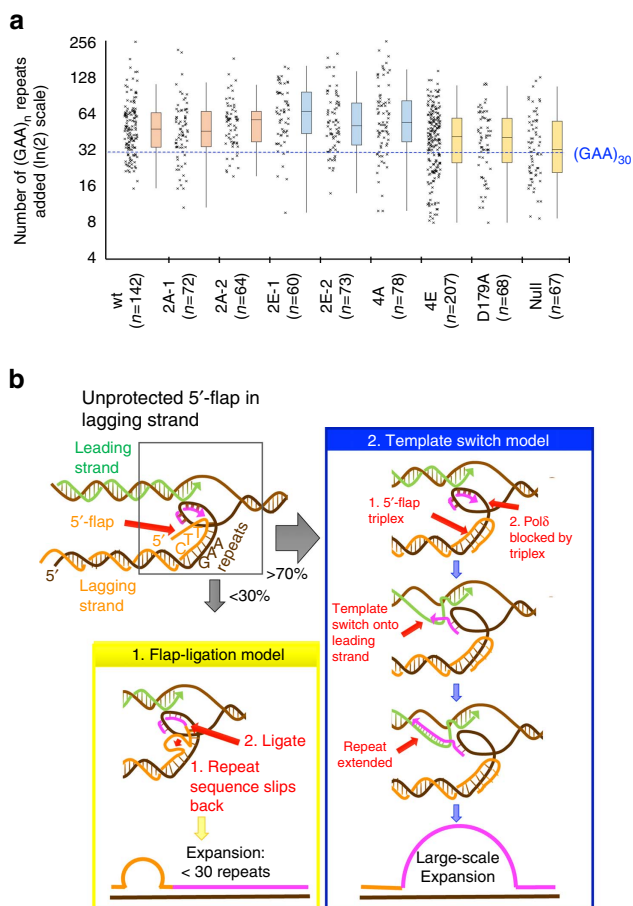 a
Number of (GAA)n repeats
added (ln(2) scale)
256
128
64
32
16
8
4
(GAA)30
wt
(n=142)
2A-1
(n=72)
2A-2
(n=64)
2E-1
(n=60)
2E-2
(n=73)
4A
(n=78)
4E
(n=207)
D179A
(n=68)
Null
(n=67)
b
Unprotected 5′-flap in
lagging strand
Leading
strand
5′-flap
5′
CTT
GAA
repeats
5′
Lagging
strand
>70%
<30%
1. Flap-ligation model
2. Ligate
1. Repeat
sequence slips
back
Expansion:
< 30 repeats
2. Template switch model
1. 5′-flap
triplex
2. Polδ
blocked by
triplex
Template
switch onto
leading
strand
Repeat
extended
Large-scale
Expansion